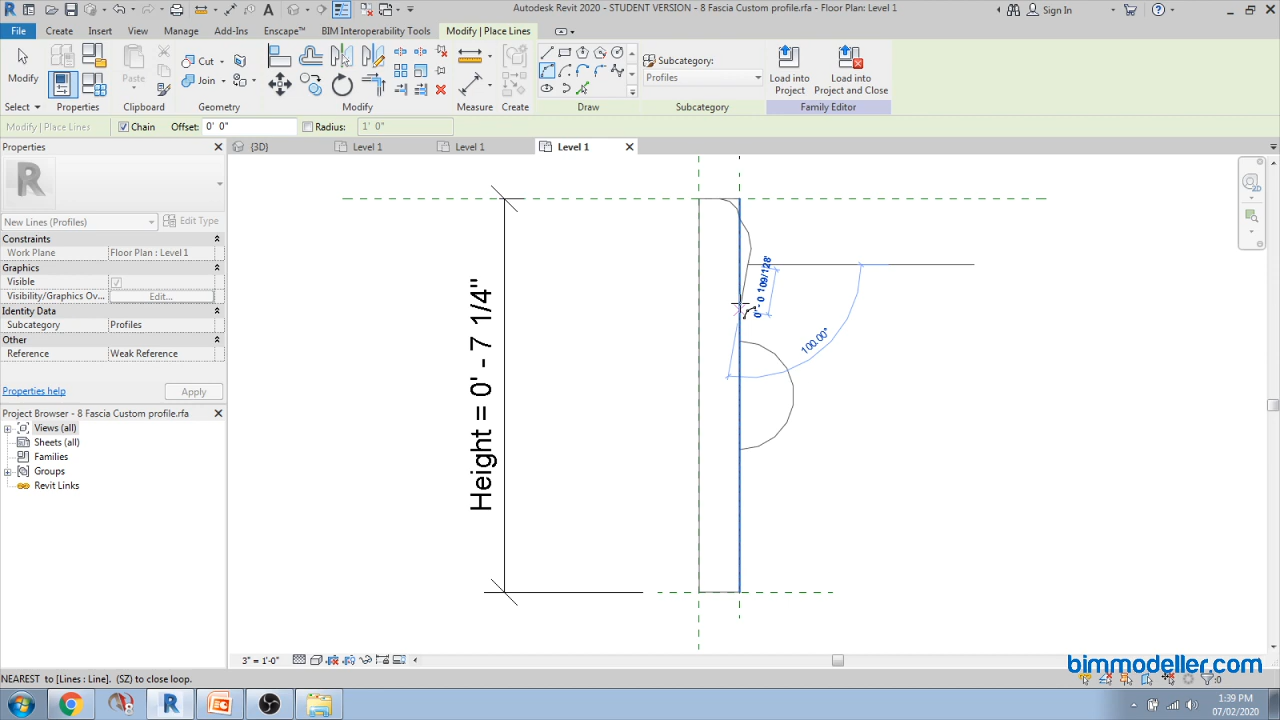 Autodesk Revit 2020 - STUDENT VERSION - 8 Fascia Custom profile.rfa - Floor Plan: Level 1
Sign In
File Create Insert View Manage Add-Ins Enscape™ BIM Interoperability Tools Modify | Place Lines
Modify
Cut
Join
Paste
Subcategory:
Profiles
Load into Project
Load into Project and Close
Select Properties Clipboard Geometry Modify Measure Create Draw Subcategory Family Editor
Modify | Place Lines Chain Offset: 0' 0" Radius: 1' 0"
Properties
{3D} Level 1 Level 1 Level 1
R
New Lines (Profiles) Edit Type
Constraints
Work Plane Floor Plan : Level 1
Graphics
Visible
Visibility/Graphics Ov... Edit...
Identity Data
Subcategory Profiles
Other
Reference Weak Reference
Properties help Apply
Project Browser - 8 Fascia Custom profile.rfa
Views (all)
Sheets (all)
Families
Groups
Revit Links
Height = 0' - 7 1/4"
0' - 0 109/128"
100.00°
2D
3" = 1'-0"
bimmodeller.com
NEAREST to [Lines : Line]. (SZ) to close loop.
:0
1:39 PM
07/02/2020